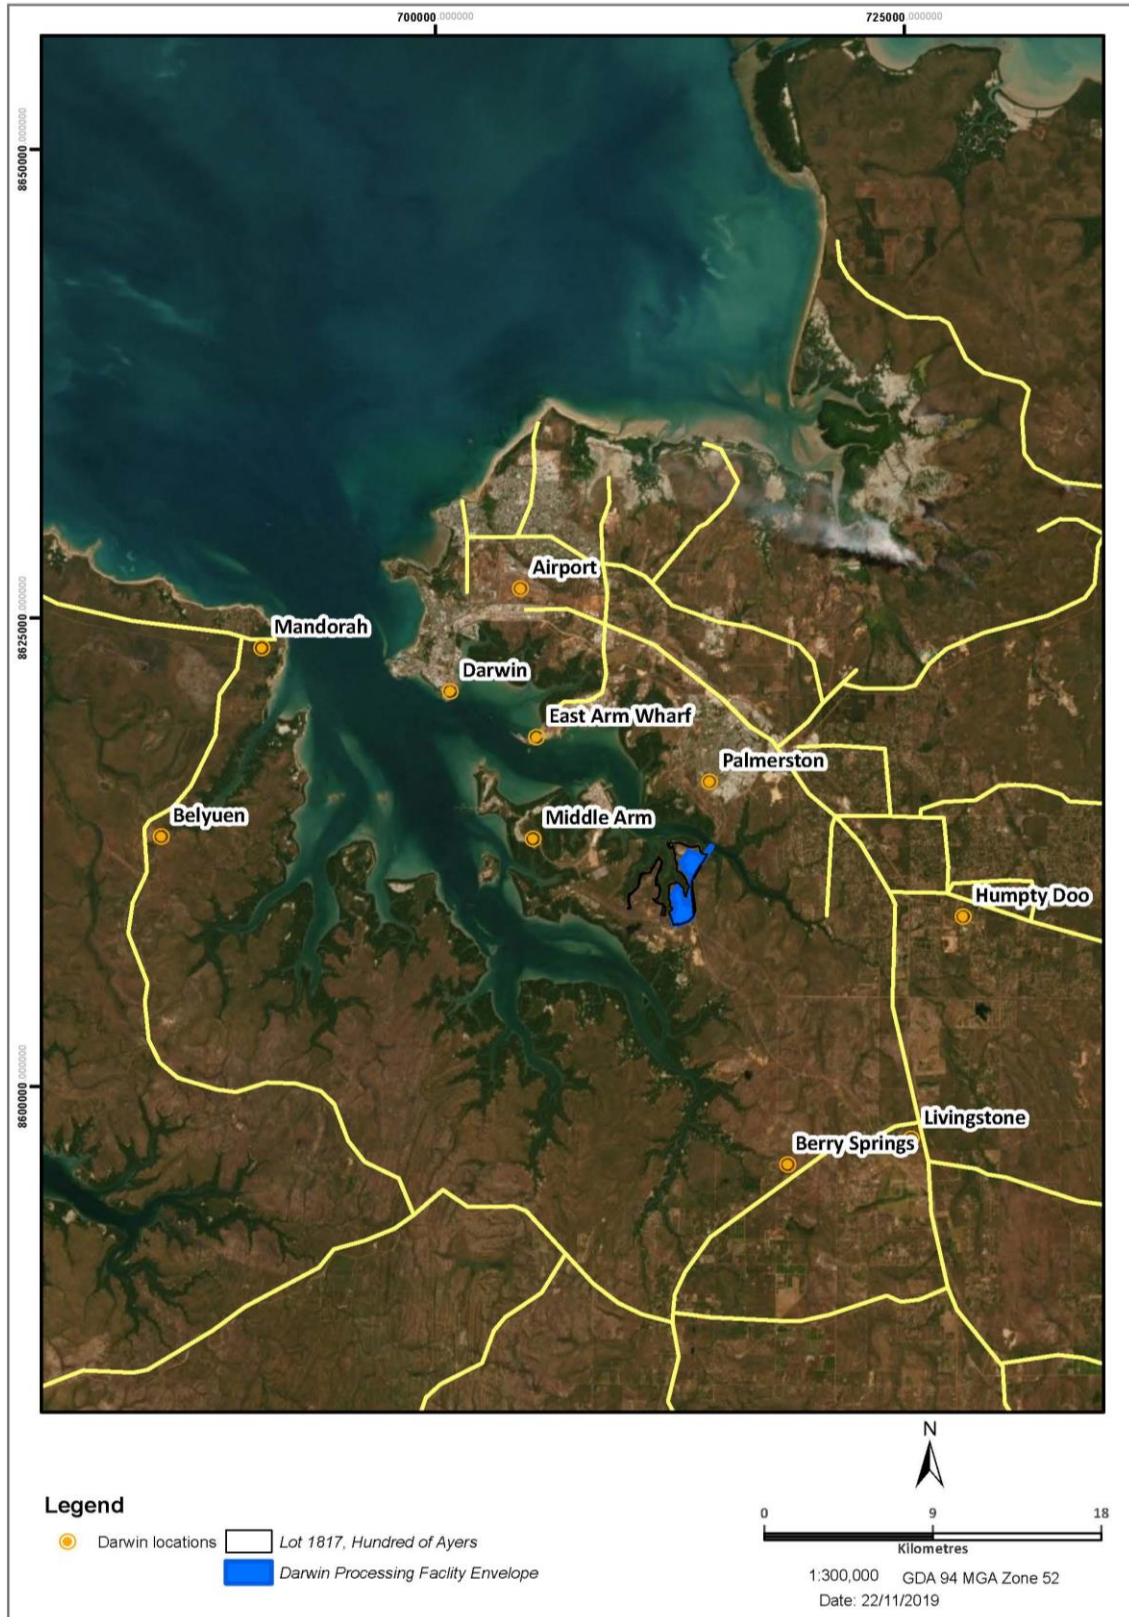 700000.000000 725000.000000
8650000.000000
8625000.000000
8600000.000000
Airport
Mandorah
Darwin
East Arm Wharf
Palmerston
Belyuen
Middle Arm
Humpty Doo
Livingstone
Berry Springs
N
Legend
Darwin locations
Lot 1817, Hundred of Ayers
Darwin Processing Faclity Envelope
0 9 18
Kilometres
1:300,000 GDA 94 MGA Zone 52
Date: 22/11/2019